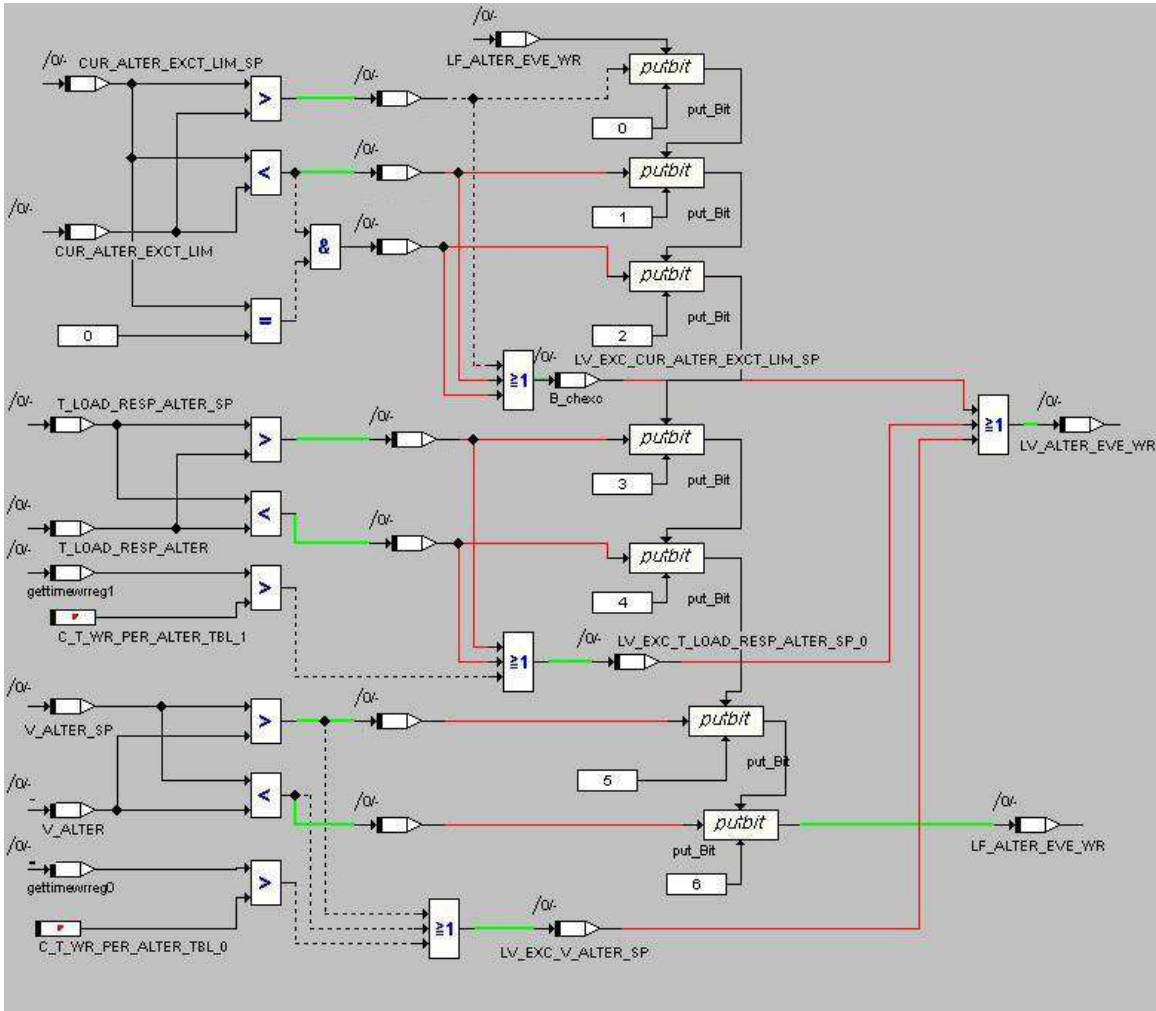 /0/-
LF_ALTER_EVE_WR
/0/-
CUR_ALTER_EXCT_LIM_SP
>
/0/-
putbit
put_Bit
0
<
/0/-
putbit
put_Bit
1
/0/-
CUR_ALTER_EXCT_LIM
&
/0/-
putbit
put_Bit
2
=
0
≥1
/0/-
B_chexc
LV_EXC_CUR_ALTER_EXCT_LIM_SP
/0/-
T_LOAD_RESP_ALTER_SP
>
/0/-
putbit
put_Bit
3
≥1
/0/-
LV_ALTER_EVE_WR
/0/-
T_LOAD_RESP_ALTER
<
/0/-
putbit
put_Bit
4
/0/-
gettimewrreg1
>
C_T_WR_PER_ALTER_TBL_1
≥1
/0/-
LV_EXC_T_LOAD_RESP_ALTER_SP_0
/0/-
V_ALTER_SP
>
/0/-
putbit
put_Bit
5
/0/-
V_ALTER
<
/0/-
putbit
put_Bit
6
/0/-
LF_ALTER_EVE_WR
/0/-
gettimewrreg0
>
C_T_WR_PER_ALTER_TBL_0
≥1
/0/-
LV_EXC_V_ALTER_SP